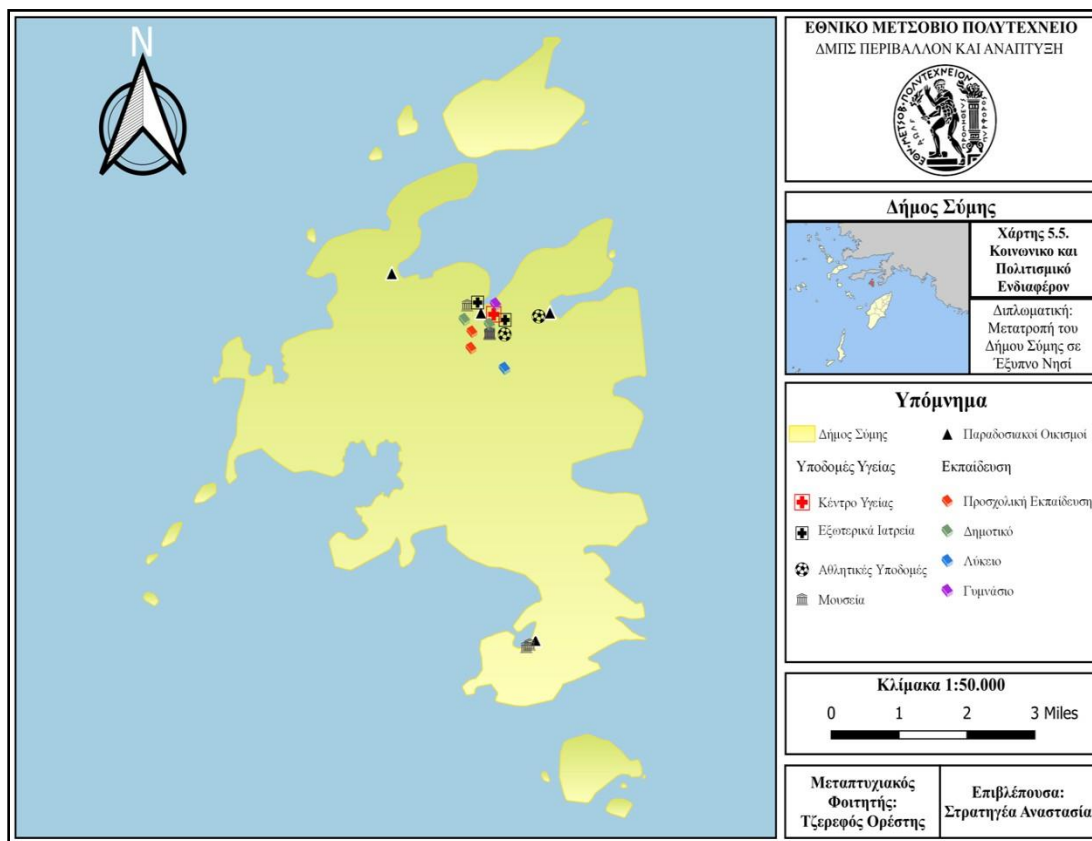 N
ΕΘΝΙΚΟ ΜΕΤΣΟΒΙΟ ΠΟΛΥΤΕΧΝΕΙΟ
ΔΜΠΣ ΠΕΡΙΒΑΛΛΟΝ ΚΑΙ ΑΝΑΠΤΥΞΗ
Δήμος Σύμης
Χάρτης 5.5.
Κοινωνικο και
Πολιτισμικό
Ενδιαφέρον
Διπλωματική:
Μετατροπή του
Δήμου Σύμης σε
Έξυπνο Νησί
Υπόμνημα
Δήμος Σύμης
Παραδοσιακοί Οικισμοί
Υποδομές Υγείας
Εκπαίδευση
Κέντρο Υγείας
Προσχολική Εκπαίδευση
Εξωτερικά Ιατρεία
Δημοτικό
Αθλητικές Υποδομές
Λύκειο
Μουσεία
Γυμνάσιο
Κλίμακα 1:50.000
0 1 2 3 Miles
Μεταπτυχιακός
Φοιτητής:
Τζερεφός Ορέστης
Επιβλέπουσα:
Στρατηγέα Αναστασία